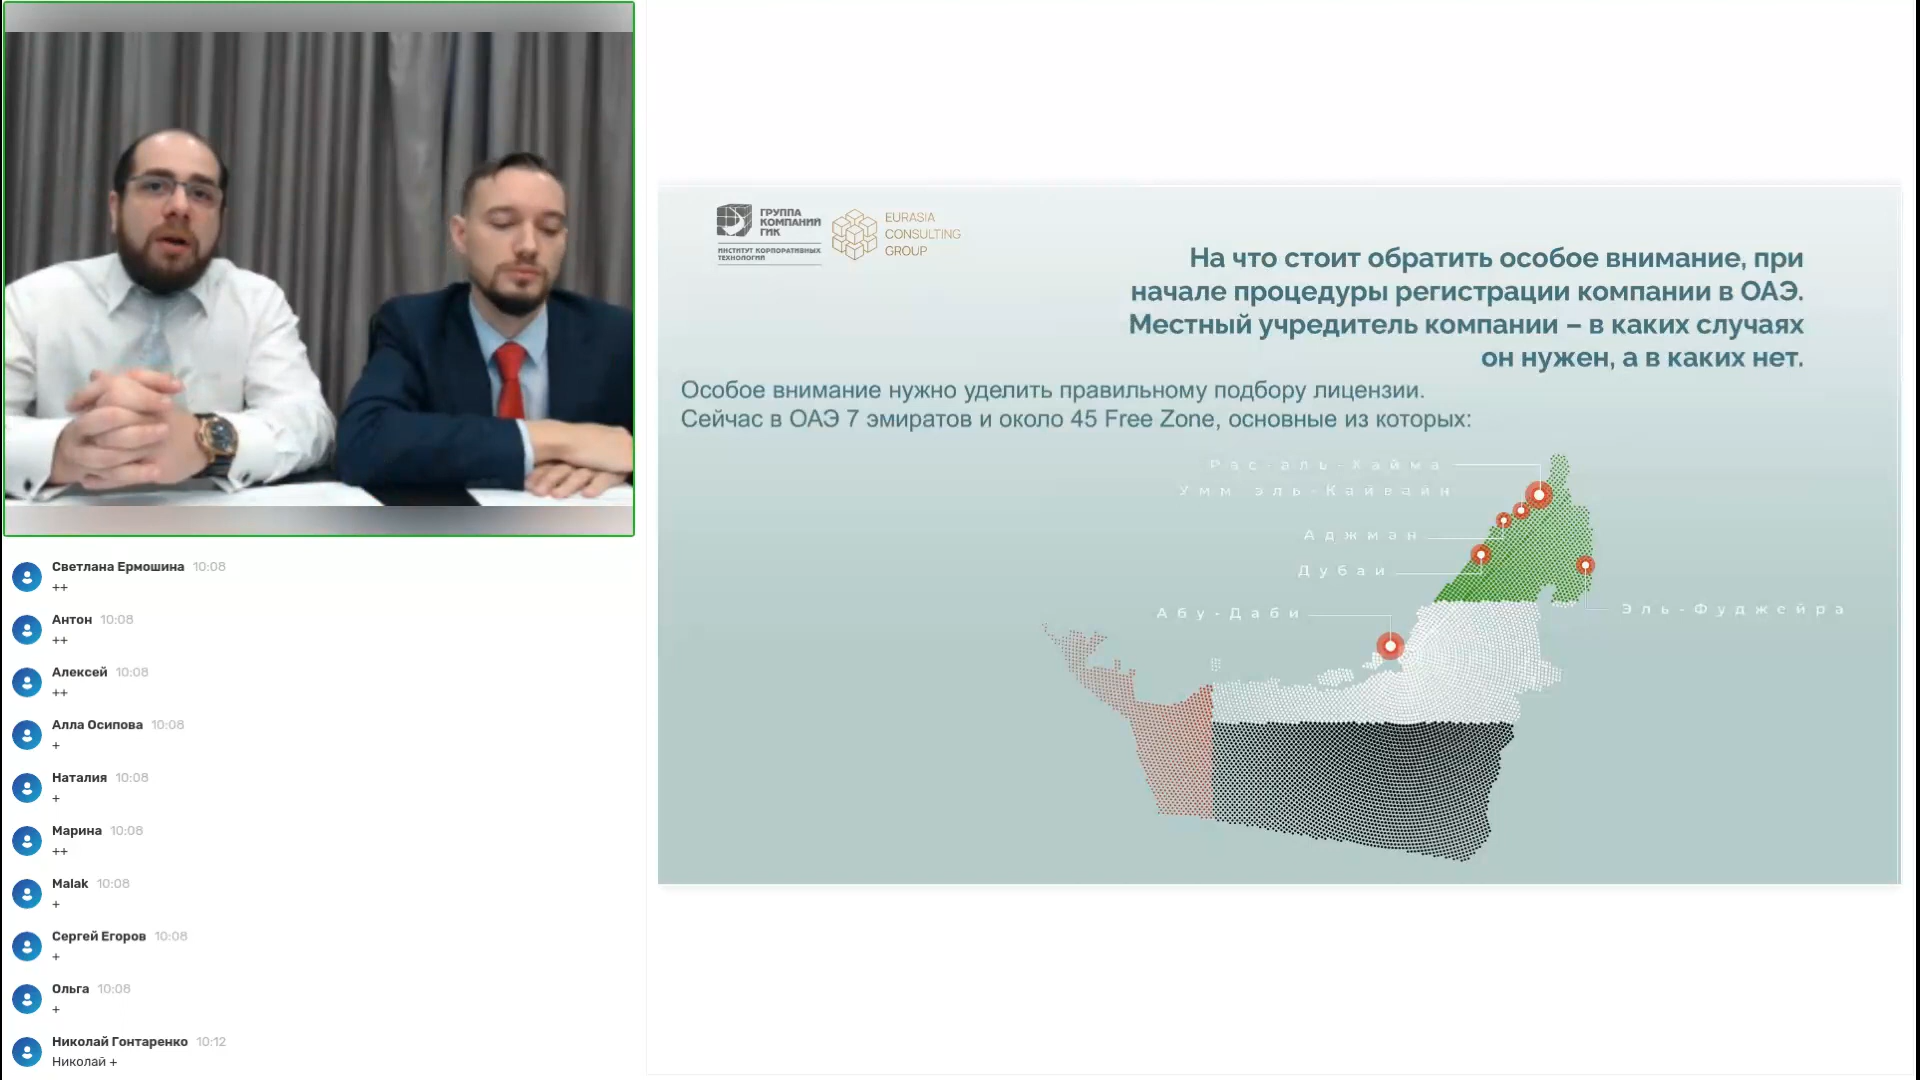 Светлана Ермошина 10:08
++
Антон 10:08
++
Алексей 10:08
++
Алла Осипова 10:08
+
Наталия 10:08
+
Марина 10:08
++
Malak 10:08
+
Сергей Егоров 10:08
+
Ольга 10:08
+
Николай Гонтаренко 10:12
Николай +
ГРУППА
КОМПАНИЙ
ГИК
ИНСТИТУТ КОРПОРАТИВНЫХ
ТЕХНОЛОГИЙ
EURASIA
CONSULTING
GROUP
На что стоит обратить особое внимание, при
начале процедуры регистрации компании в ОАЭ.
Местный учредитель компании – в каких случаях
он нужен, а в каких нет.
Особое внимание нужно уделить правильному подбору лицензии.
Сейчас в ОАЭ 7 эмиратов и около 45 Free Zone, основные из которых:
Рас-аль-Хайма
Умм эль-Кайвайн
Аджман
Дубаи
Абу-Даби
Эль-Фуджейра